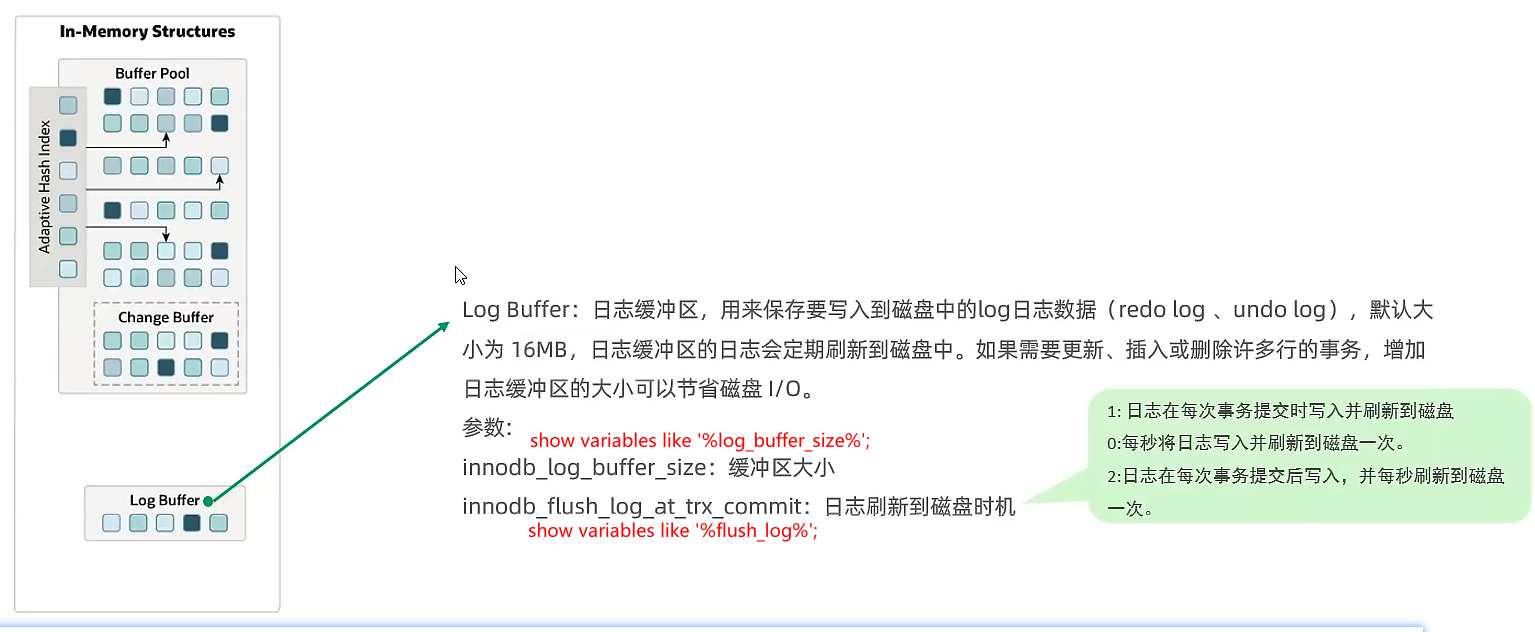 In-Memory Structures
Buffer Pool
Adaptive Hash Index
Change Buffer
Log Buffer
Log Buffer：日志缓冲区，用来保存要写入到磁盘中的log日志数据（redo log 、undo log），默认大
小为 16MB，日志缓冲区的日志会定期刷新到磁盘中。如果需要更新、插入或删除许多行的事务，增加
日志缓冲区的大小可以节省磁盘 I/O。
参数：
show variables like '%log_buffer_size%';
innodb_log_buffer_size：缓冲区大小
innodb_flush_log_at_trx_commit：日志刷新到磁盘时机
show variables like '%flush_log%';
1: 日志在每次事务提交时写入并刷新到磁盘
0:每秒将日志写入并刷新到磁盘一次。
2:日志在每次事务提交后写入，并每秒刷新到磁盘
一次。